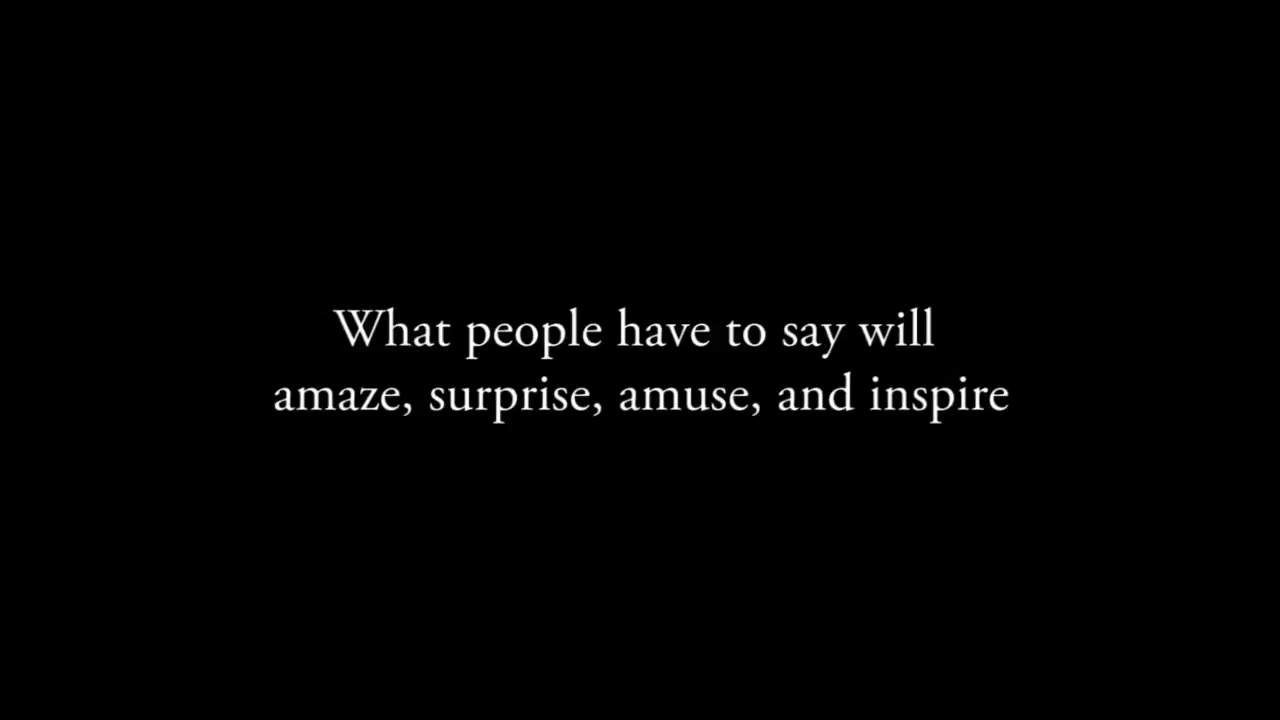 What people have to say will
amaze, surprise, amuse, and inspire